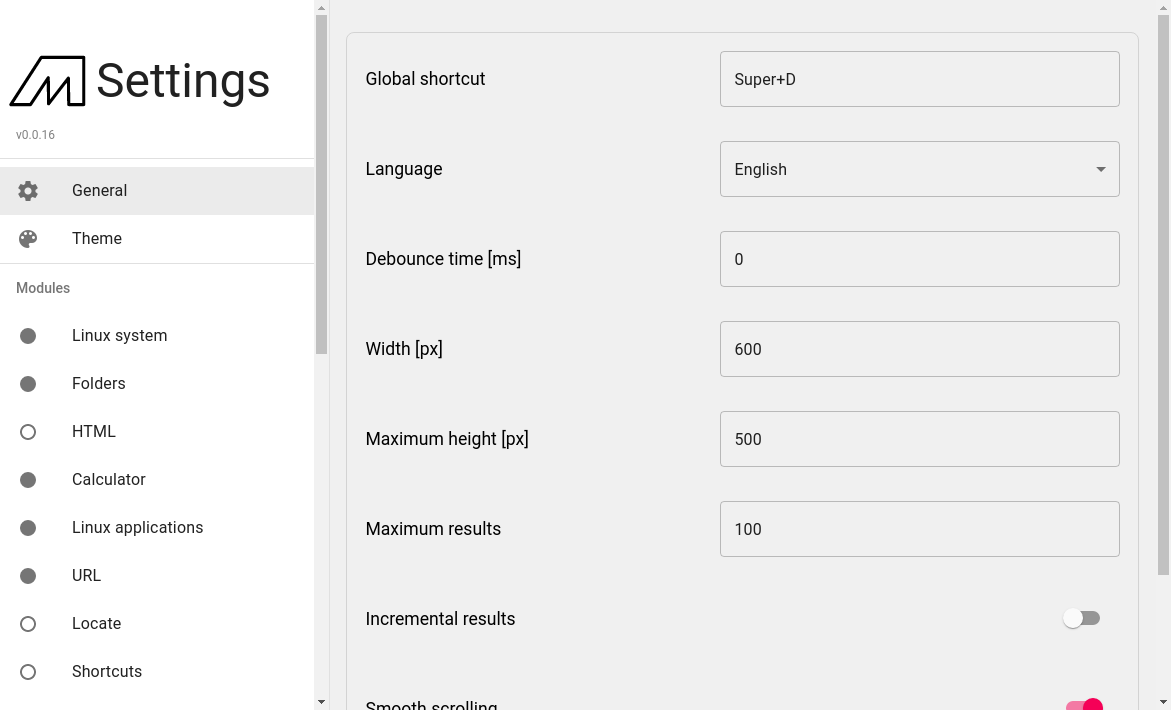 Settings
v0.0.16
General
Theme
Modules
Linux system
Folders
HTML
Calculator
Linux applications
URL
Locate
Shortcuts
Global shortcut
Super+D
Language
English
Debounce time [ms]
0
Width [px]
600
Maximum height [px]
500
Maximum results
100
Incremental results
Smooth scrolling